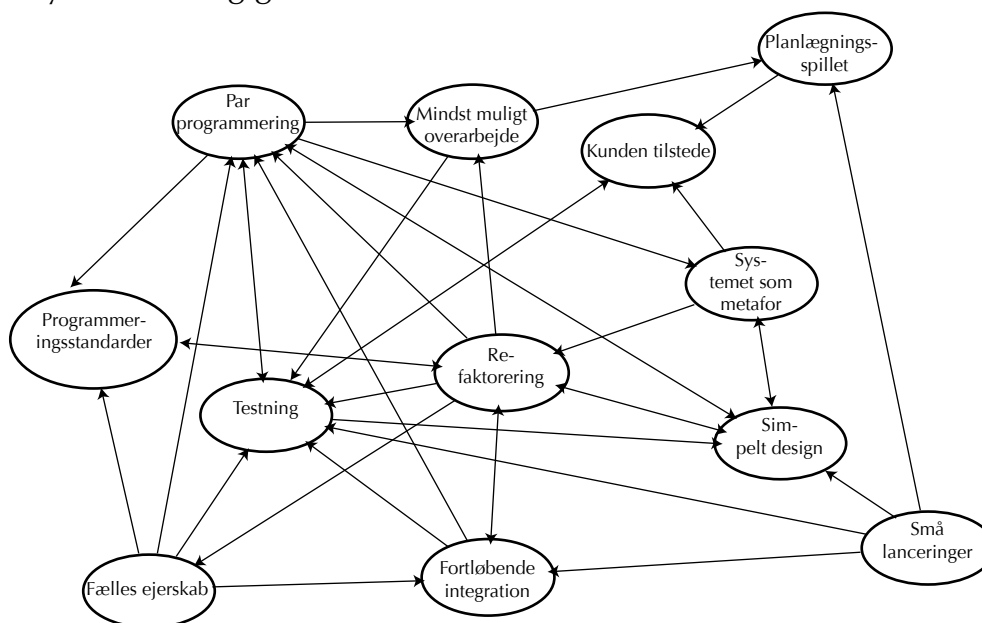 Planlægnings-
spillet
Par
programmering
Mindst muligt
overarbejde
Kunden tilstede
Sys-
temet som
metafor
Programmer-
ingsstandarder
Re-
faktorering
Testning
Sim-
pelt design
Små
lanceringer
Fælles ejerskab
Fortløbende
integration